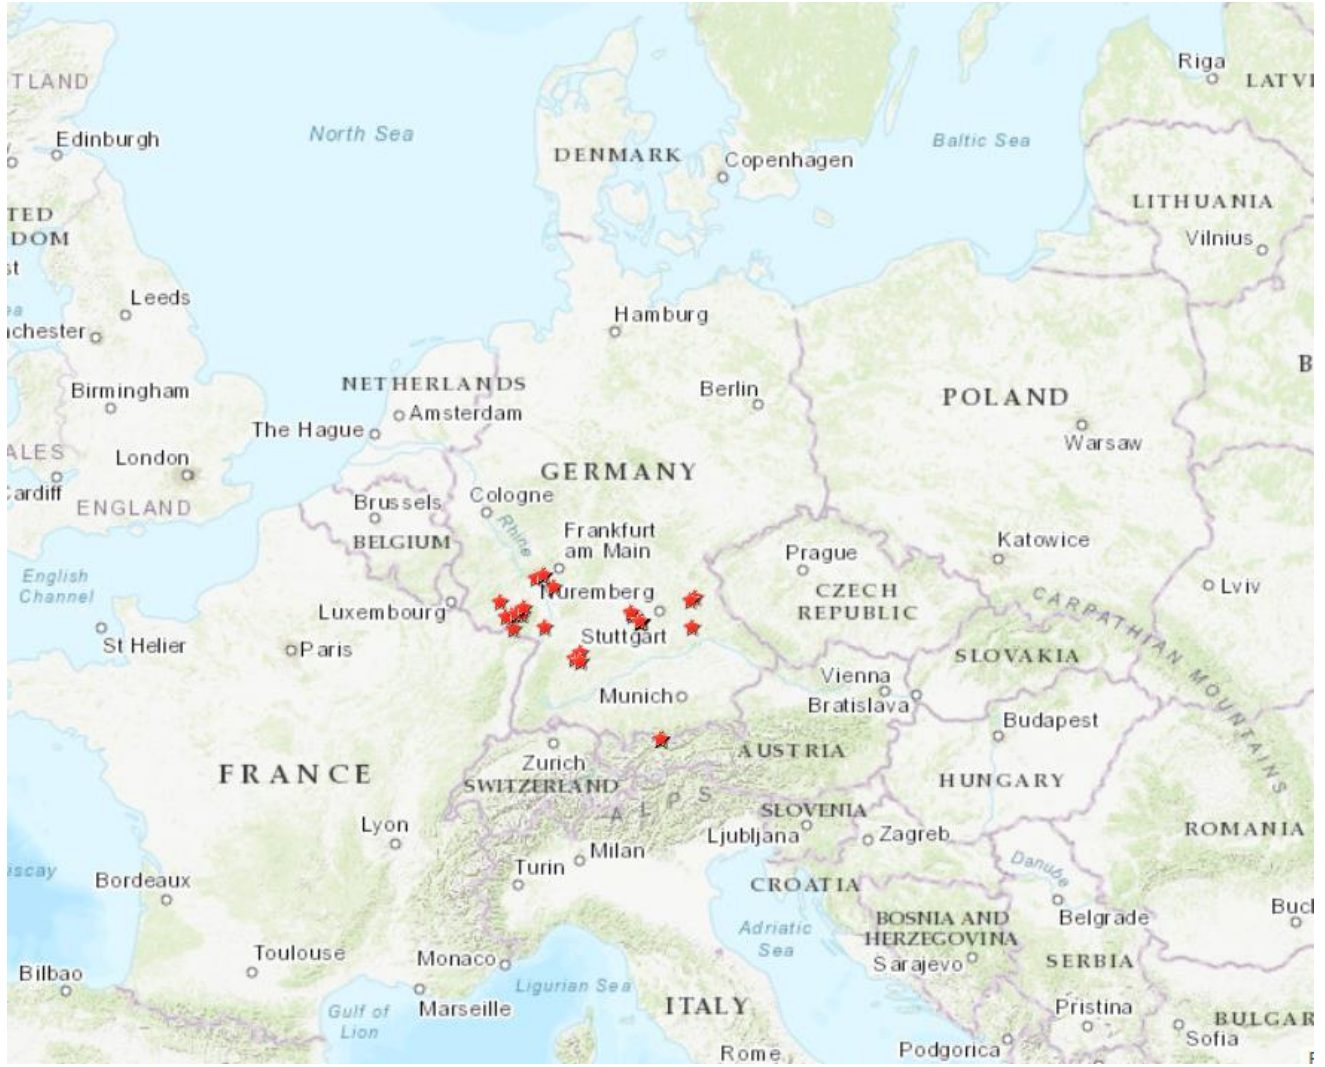 Riga
TLAND
LATVI
North Sea
Edinburgh
Baltic Sea
DENMARK
Copenhagen
LITHUANIA
TED
DOM
Vilnius
st
ea
Leeds
Hamburg
nchester
B
NETHERLANDS
Birmingham
Berlin
POLAND
Amsterdam
The Hague
Warsaw
ALES
London
GERMANY
Cardiff
Brussels
Cologne
ENGLAND
Rhine
Frankfurt
am Main
BELGIUM
Katowice
Prague
English
Channel
Lviv
Nuremberg
CZECH
REPUBLIC
CARPATHIAN MOUNTAINS
Luxembourg
St Helier
Paris
Stuttgart
SLOVAKIA
Vienna
Munich
Bratislava
Budapest
AUSTRIA
Zurich
FRANCE
SWITZERLAND
HUNGARY
ALPS
SLOVENIA
Lyon
Ljubljana
Zagreb
ROMANIA
Milan
Turin
Danube
iscay
Bordeaux
CROATIA
Bucl
BOSNIA AND
HERZEGOVINA
Belgrade
Adriatic
Sea
Toulouse
Monaco
Sarajevo
SERBIA
Bilbao
Ligurian Sea
Marseille
ITALY
Gulf of
Lion
Pristina
BULGAR
Sofia
Rome
Podgorica